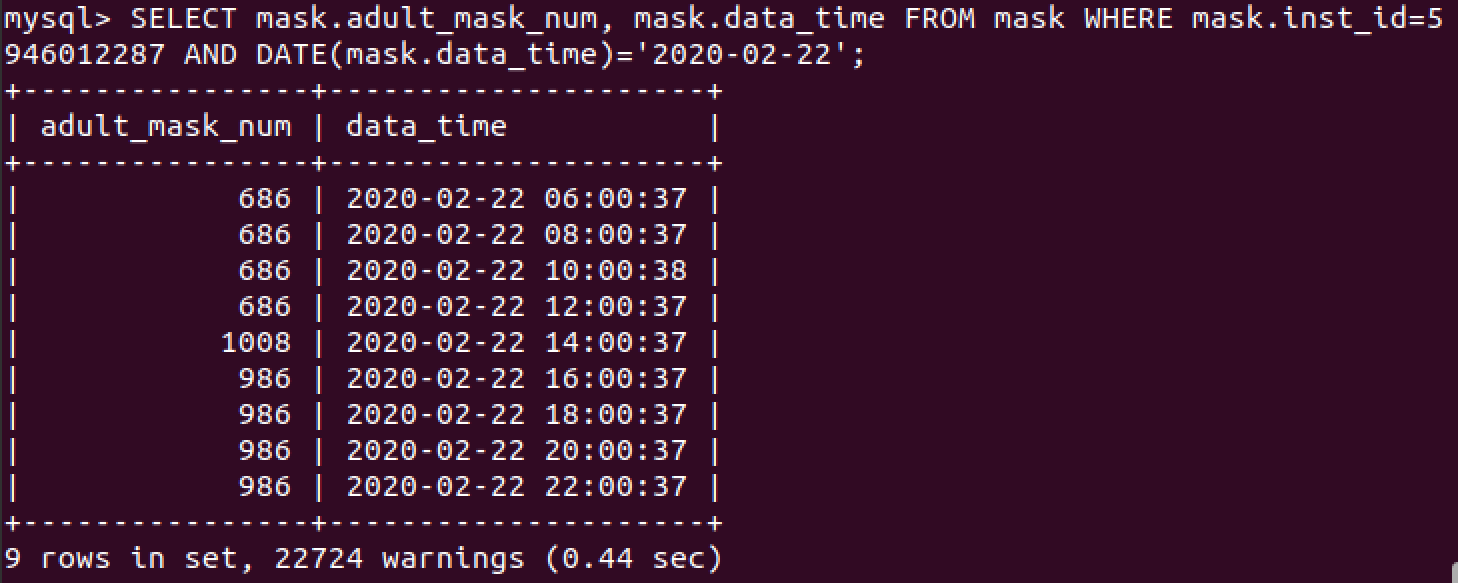 mysql> SELECT mask.adult_mask_num, mask.data_time FROM mask WHERE mask.inst_id=5
946012287 AND DATE(mask.data_time)='2020-02-22';
+----------------+---------------------+
| adult_mask_num | data_time           |
+----------------+---------------------+
|            686 | 2020-02-22 06:00:37 |
|            686 | 2020-02-22 08:00:37 |
|            686 | 2020-02-22 10:00:38 |
|            686 | 2020-02-22 12:00:37 |
|           1008 | 2020-02-22 14:00:37 |
|            986 | 2020-02-22 16:00:37 |
|            986 | 2020-02-22 18:00:37 |
|            986 | 2020-02-22 20:00:37 |
|            986 | 2020-02-22 22:00:37 |
+----------------+---------------------+
9 rows in set, 22724 warnings (0.44 sec)